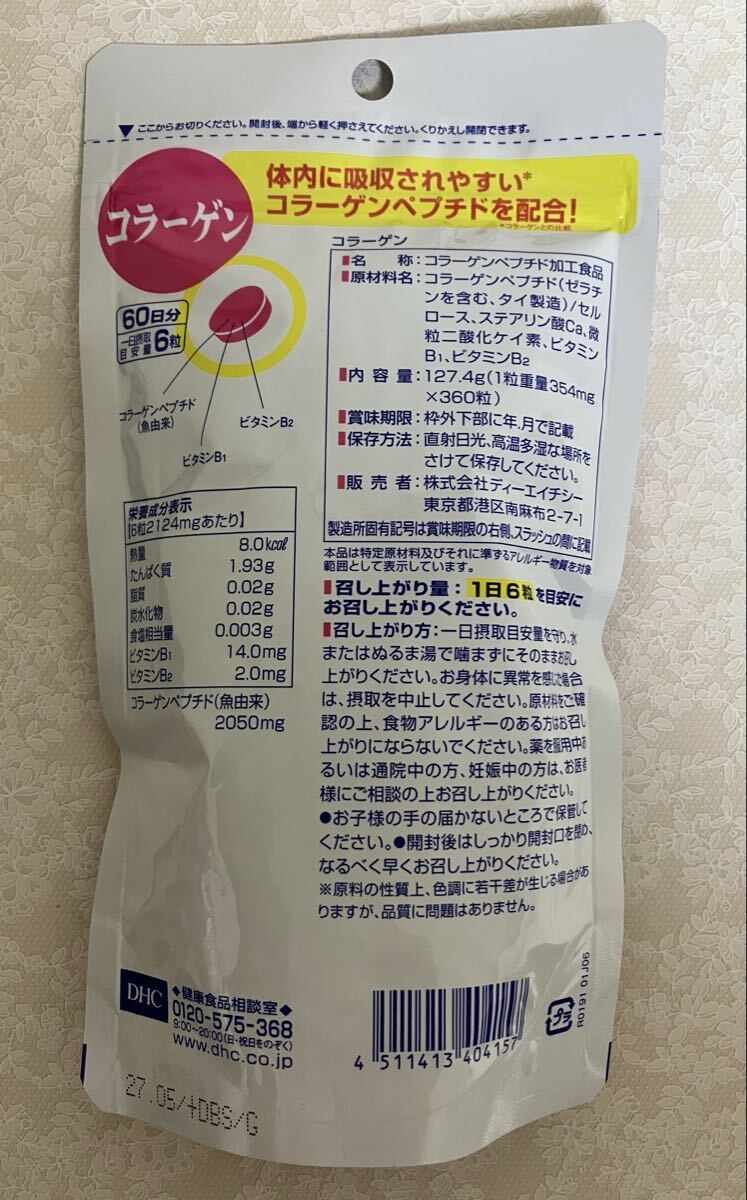 ▼ここからお切りください。開封後、端から軽く押さえてください。くりかえし開閉できます。
コラーゲン
体内に吸収されやすい*
コラーゲンペプチドを配合!
*コラーゲンとの比較
60日分
一日摂取
目安量6粒
コラーゲンペプチド
(魚由来)
ビタミンB2
ビタミンB1
コラーゲン
名称:コラーゲンペプチド加工食品
原材料名:コラーゲンペプチド(ゼラチ
ンを含む、タイ製造)/セル
ロース、ステアリン酸Ca、微
粒二酸化ケイ素、ビタミン
B1、ビタミンB2
内容量:127.4g(1粒重量354mg
×360粒)
賞味期限:枠外下部に年.月で記載
保存方法:直射日光、高温多湿な場所を
さけて保存してください。
販売者:株式会社ディーエイチシー
東京都港区南麻布2-7-1
製造所固有記号は賞味期限の右側、スラッシュの間に記載
本品は特定原材料及びそれに準ずるアレルギー物質を対象
範囲として表示しています。
栄養成分表示
[6粒2124mgあたり]
熱量 8.0kcal
たんぱく質 1.93g
脂質 0.02g
炭水化物 0.02g
食塩相当量 0.003g
ビタミンB1 14.0mg
ビタミンB2 2.0mg
コラーゲンペプチド(魚由来)
2050mg
召し上がり量:1日6粒を目安に
お召し上がりください。
召し上がり方:一日摂取目安量を守り、水
またはぬるま湯で噛まずにそのままお召し
上がりください。お身体に異常を感じた場合
は、摂取を中止してください。原材料をご確
認の上、食物アレルギーのある方はお召し
上がりにならないでください。薬を服用中あ
るいは通院中の方、妊娠中の方は、お医者
様にご相談の上お召し上がりください。
●お子様の手の届かないところで保管して
ください。●開封後はしっかり開封口を閉め、
なるべく早くお召し上がりください。
※原料の性質上、色調に若干差が生じる場合があ
りますが、品質に問題はありません。
DHC
◆健康食品相談室◆
0120-575-368
9:00~20:00(日・祝日をのぞく)
www.dhc.co.jp
4 511413 404157
プラ
R0191 01J06
27.05/+DBS/G